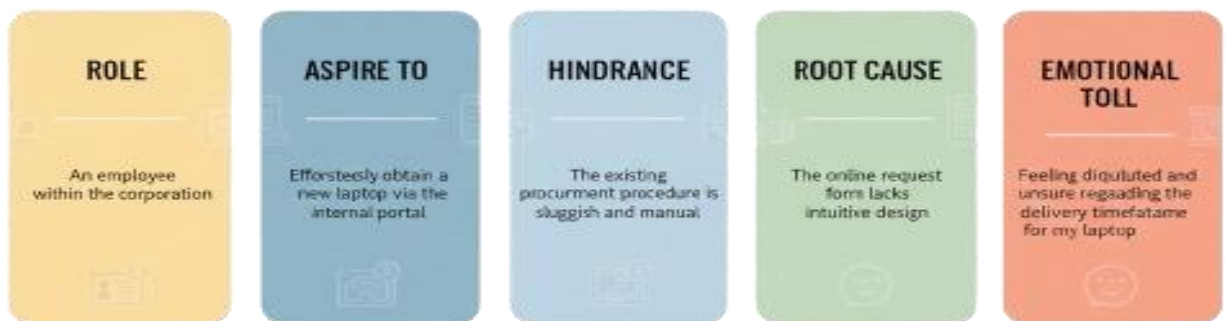 ROLE
An employee
within the corporation
ASPIRE TO
Efforsteesly obtain a
new laptop via the
internal portal
HINDRANCE
The existing
procurment procedure is
sluggish and manual
ROOT CAUSE
The online request
form lacks
intuitive design
EMOTIONAL
TOLL
Feeling diquluted and
unsure regaading the
delivery timefatame
for my laptop